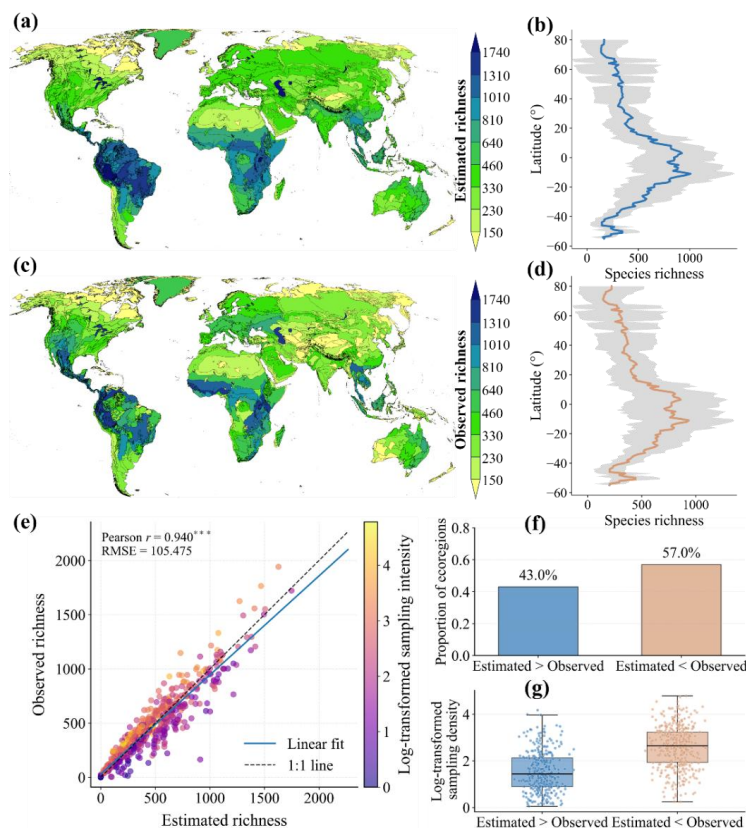 (a)
Estimated richness
1740
1310
1010
820
640
460
330
230
150
(b)
Latitude (°)
80
60
40
20
0
−20
−40
−60
0
500
1000
Species richness
(c)
Observed richness
1740
1310
1010
820
640
460
330
230
150
(d)
Latitude (°)
80
60
40
20
0
−20
−40
−60
0
500
1000
Species richness
(e)
Pearson r = 0.940***
RMSE = 105.475
Observed richness
2000
1500
1000
500
0
Linear fit
1:1 line
0
500
1000
1500
2000
Estimated richness
4
3
2
1
0
Log-transformed sampling intensity
(f)
Proportion of ecoregions
0.8
0.6
0.4
0.2
0.0
43.0%
57.0%
Estimated > Observed
Estimated < Observed
(g)
Log-transformed
sampling density
4
2
0
Estimated > Observed
Estimated < Observed